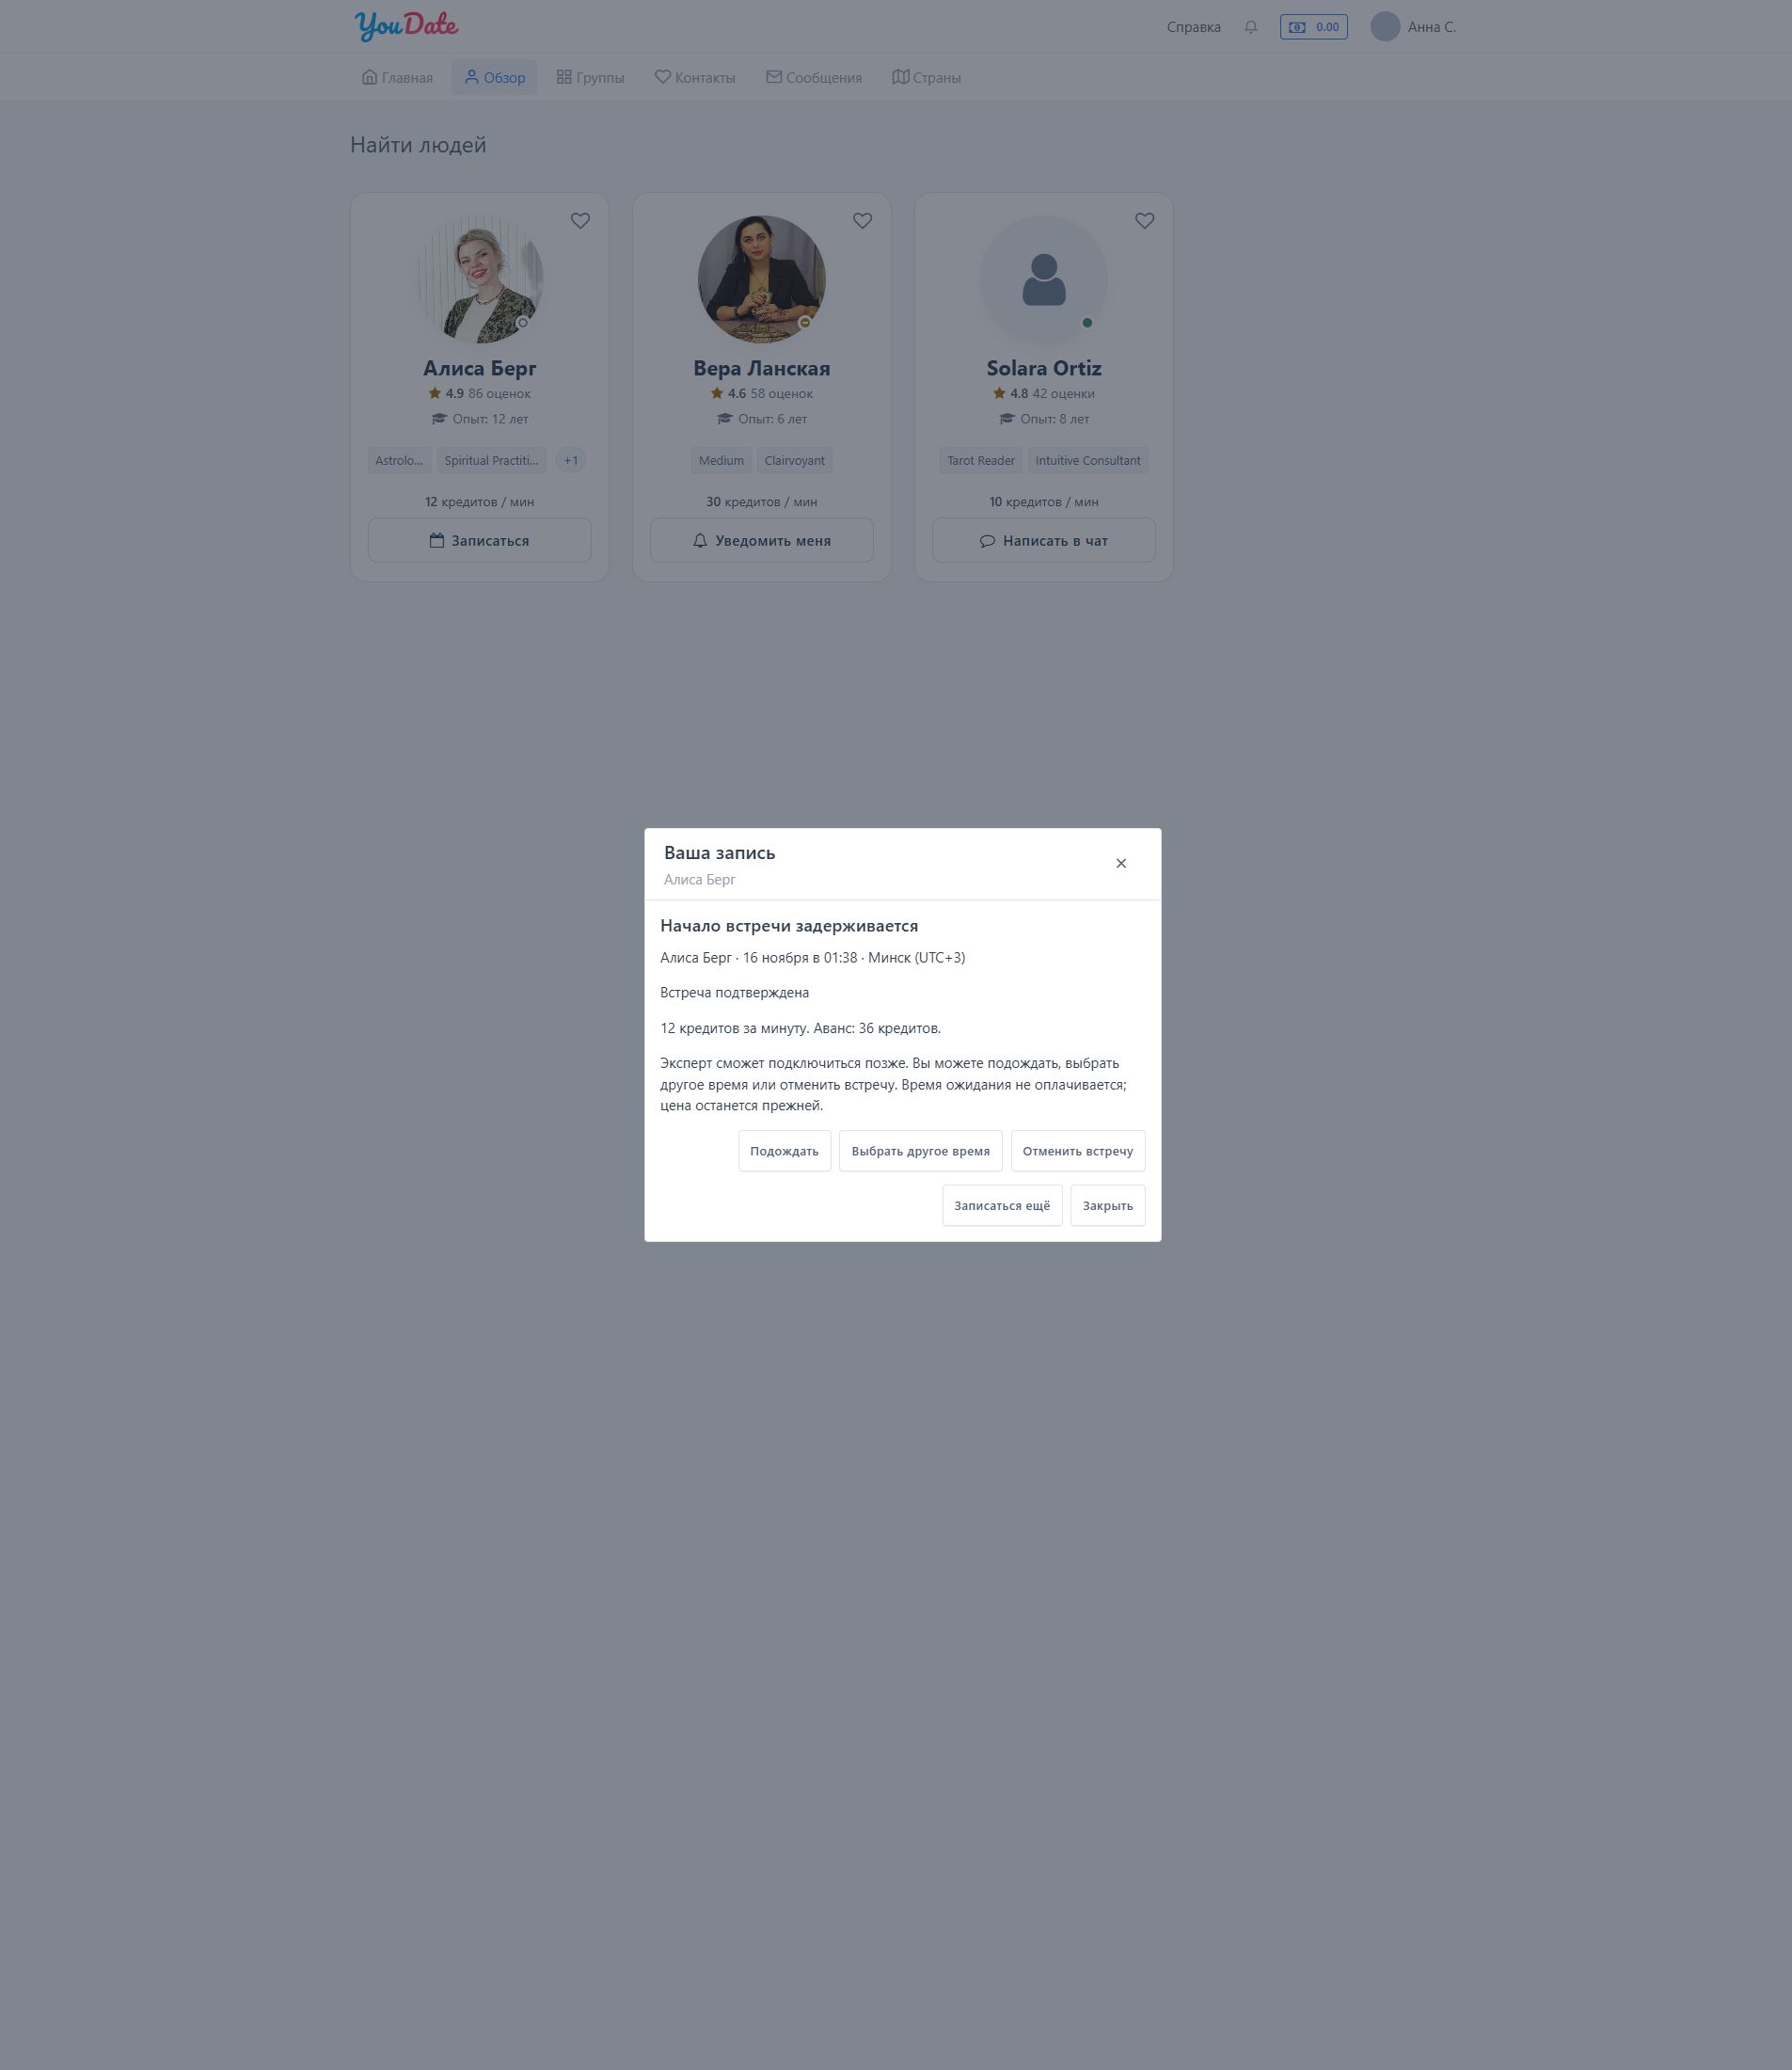 YouDate
Справка
0.00
Анна С.
Главная
Обзор
Группы
Контакты
Сообщения
Страны
Найти людей
Алиса Берг
4.9 86 оценок
Опыт: 12 лет
Astrolo...
Spiritual Practiti...
+1
12 кредитов / мин
Записаться
Вера Ланская
4.6 58 оценок
Опыт: 6 лет
Medium
Clairvoyant
30 кредитов / мин
Уведомить меня
Solara Ortiz
4.8 42 оценки
Опыт: 8 лет
Tarot Reader
Intuitive Consultant
10 кредитов / мин
Написать в чат
Ваша запись
Алиса Берг
Начало встречи задерживается
Алиса Берг · 16 ноября в 01:38 · Минск (UTC+3)
Встреча подтверждена
12 кредитов за минуту. Аванс: 36 кредитов.
Эксперт сможет подключиться позже. Вы можете подождать, выбрать
другое время или отменить встречу. Время ожидания не оплачивается;
цена останется прежней.
Подождать
Выбрать другое время
Отменить встречу
Записаться ещё
Закрыть